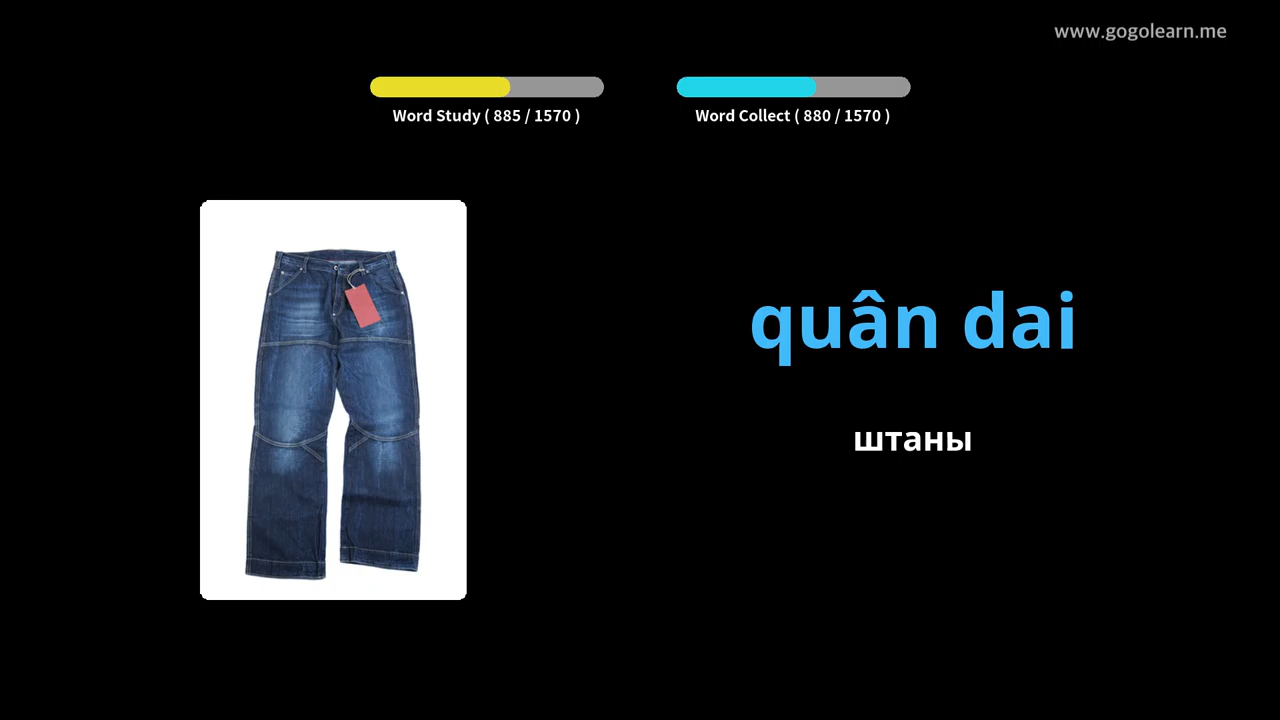 www.gogolearn.me
Word Study ( 885 / 1570 )
Word Collect ( 880 / 1570 )
quân dai
штаны